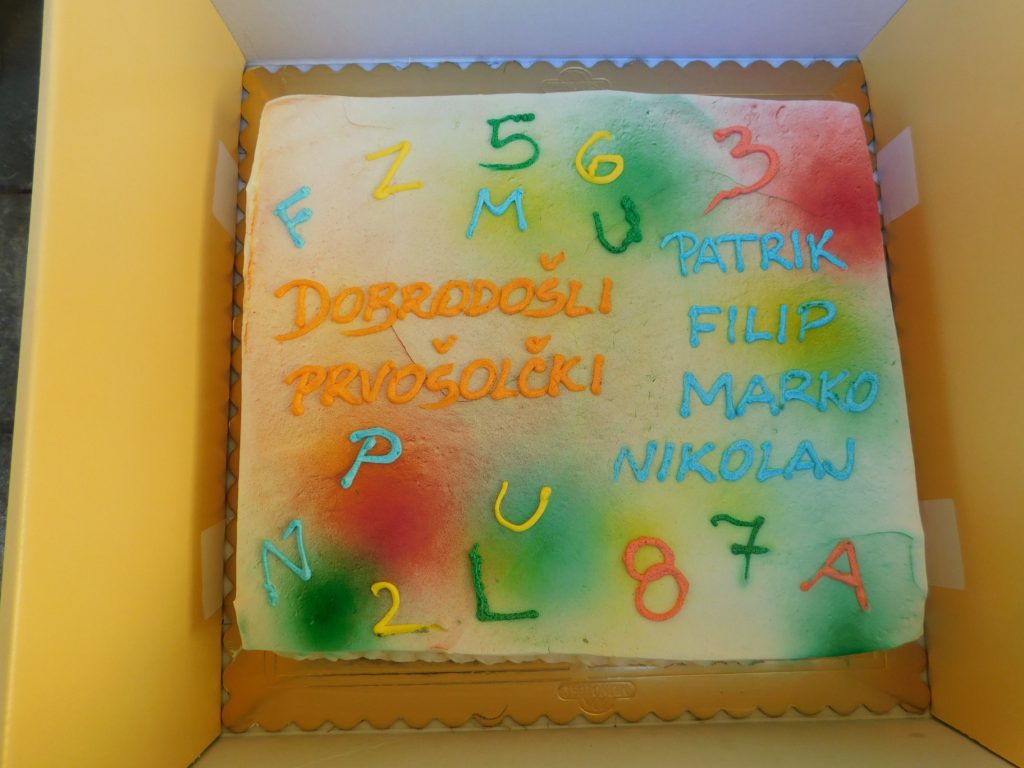 Z 5 6 3
F M U
PATRIK
DOBRODOŠLI
FILIP
PRVOŠOLČKI
MARKO
P
NIKOLAJ
U
N 2 L 8 7 A